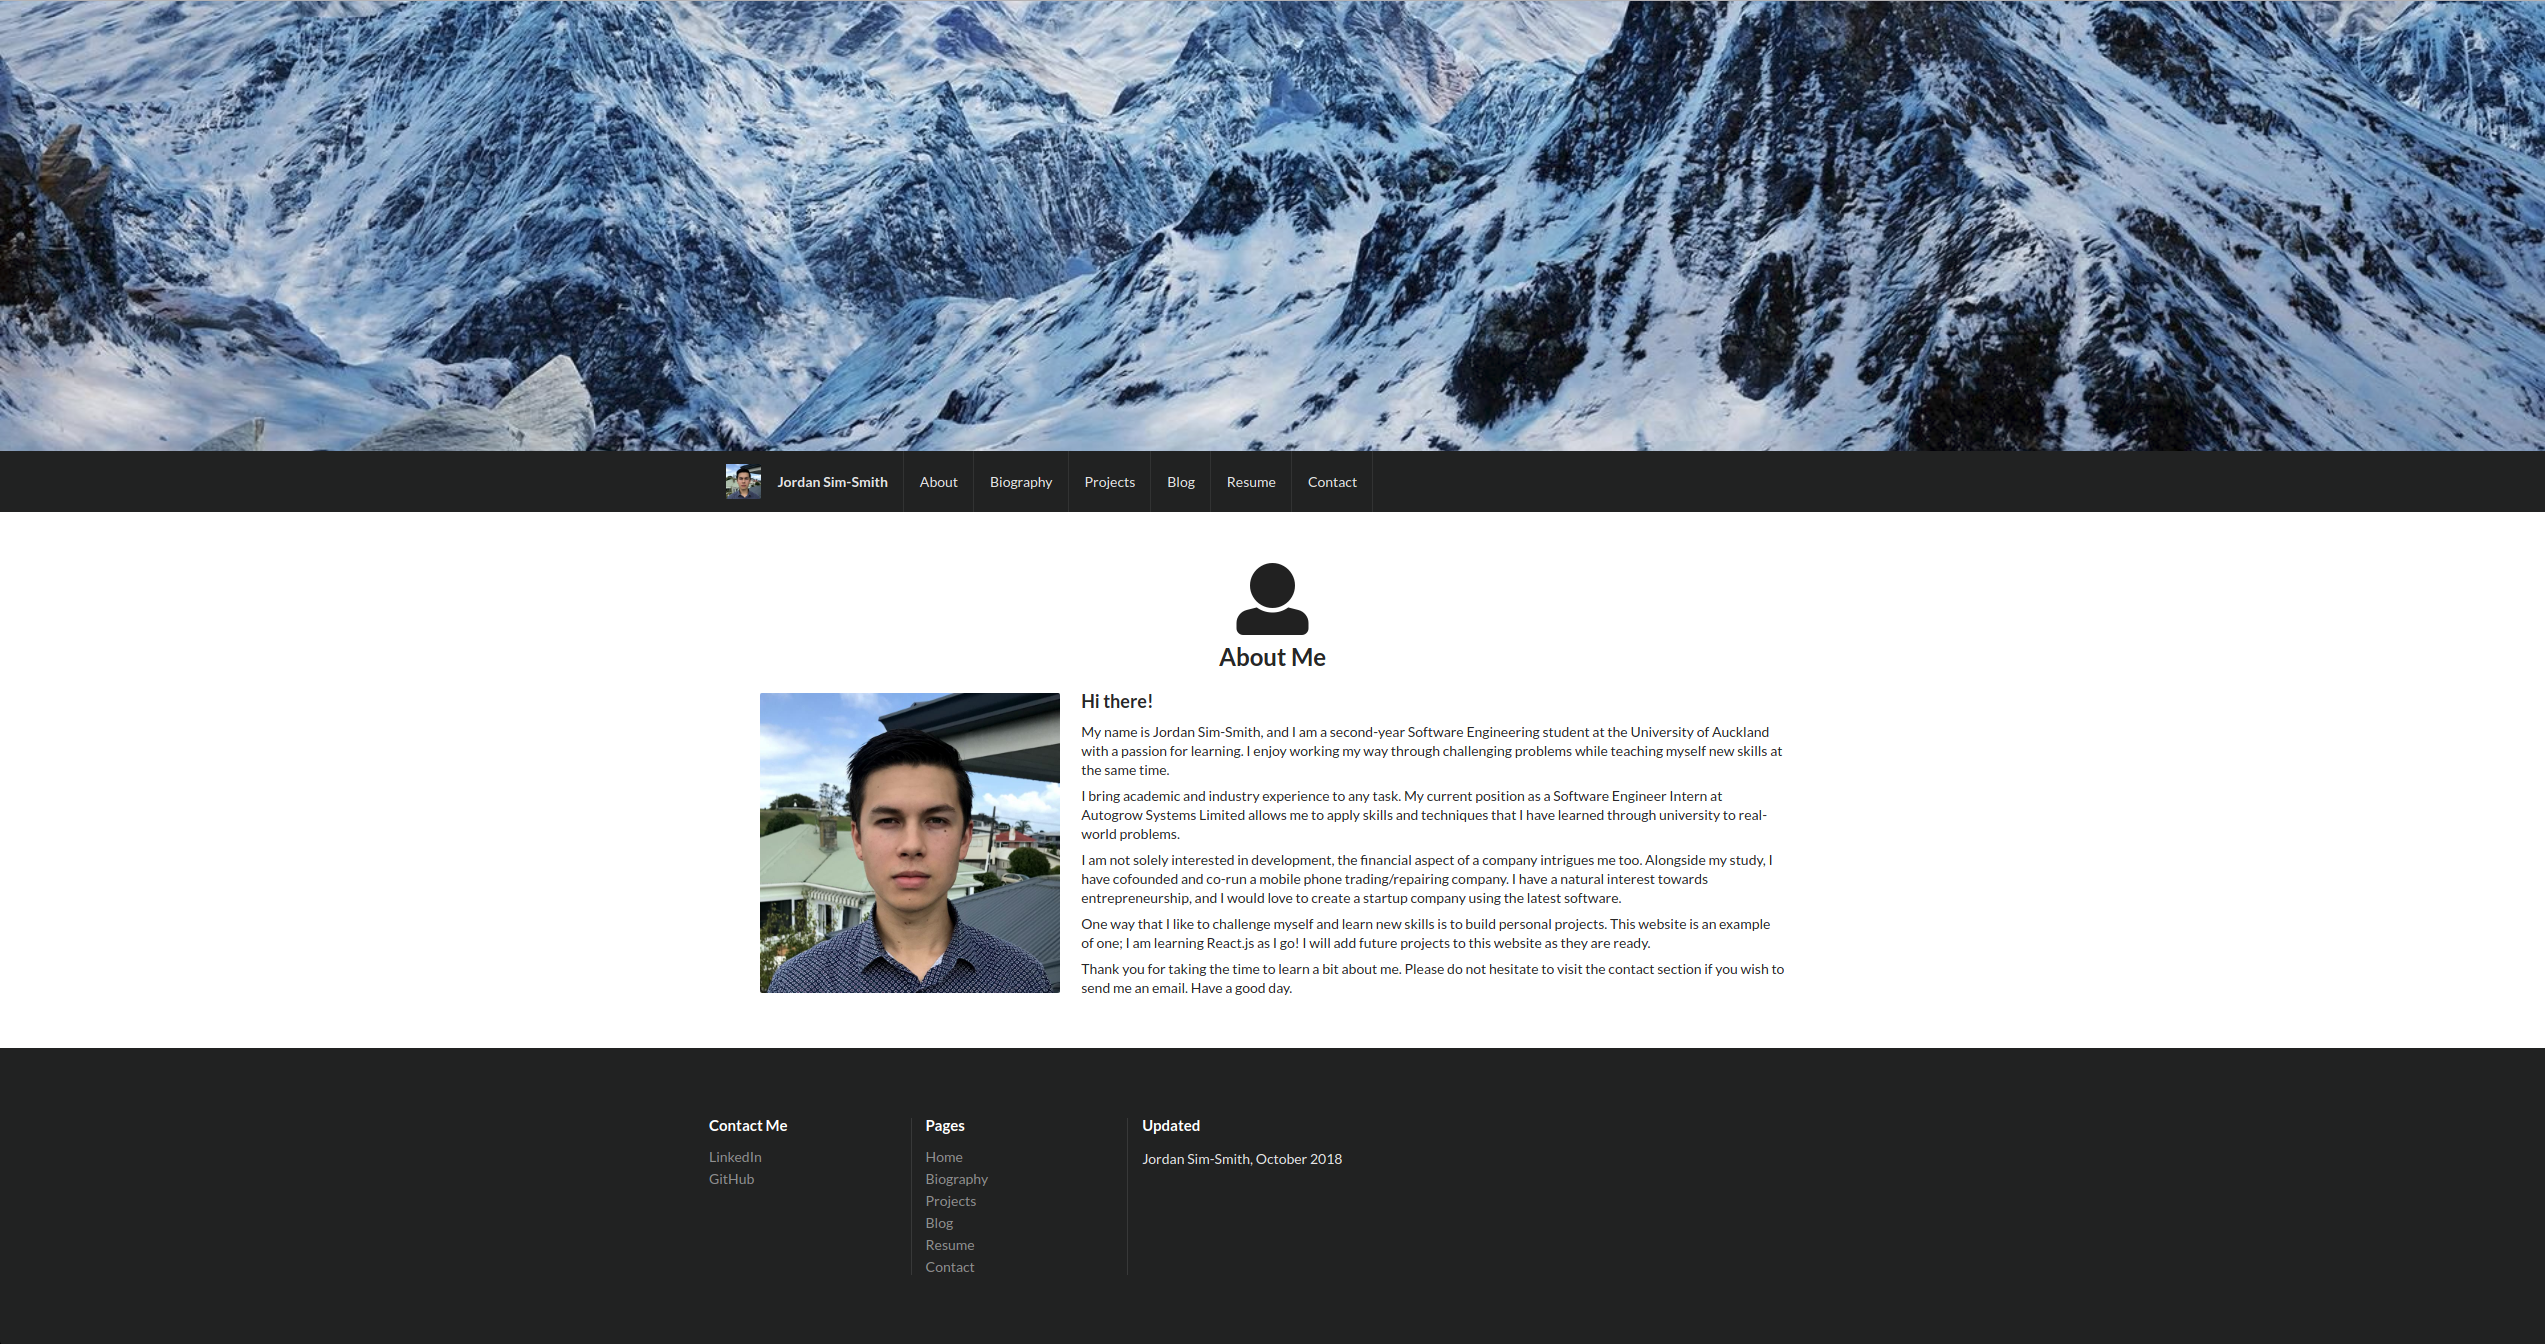 Jordan Sim-Smith About Biography Projects Blog Resume Contact
About Me
Hi there!
My name is Jordan Sim-Smith, and I am a second-year Software Engineering student at the University of Auckland
with a passion for learning. I enjoy working my way through challenging problems while teaching myself new skills at
the same time.
I bring academic and industry experience to any task. My current position as a Software Engineer Intern at
Autogrow Systems Limited allows me to apply skills and techniques that I have learned through university to real-
world problems.
I am not solely interested in development, the financial aspect of a company intrigues me too. Alongside my study, I
have cofounded and co-run a mobile phone trading/repairing company. I have a natural interest towards
entrepreneurship, and I would love to create a startup company using the latest software.
One way that I like to challenge myself and learn new skills is to build personal projects. This website is an example
of one; I am learning React.js as I go! I will add future projects to this website as they are ready.
Thank you for taking the time to learn a bit about me. Please do not hesitate to visit the contact section if you wish to
send me an email. Have a good day.
Contact Me
LinkedIn
GitHub
Pages
Home
Biography
Projects
Blog
Resume
Contact
Updated
Jordan Sim-Smith, October 2018